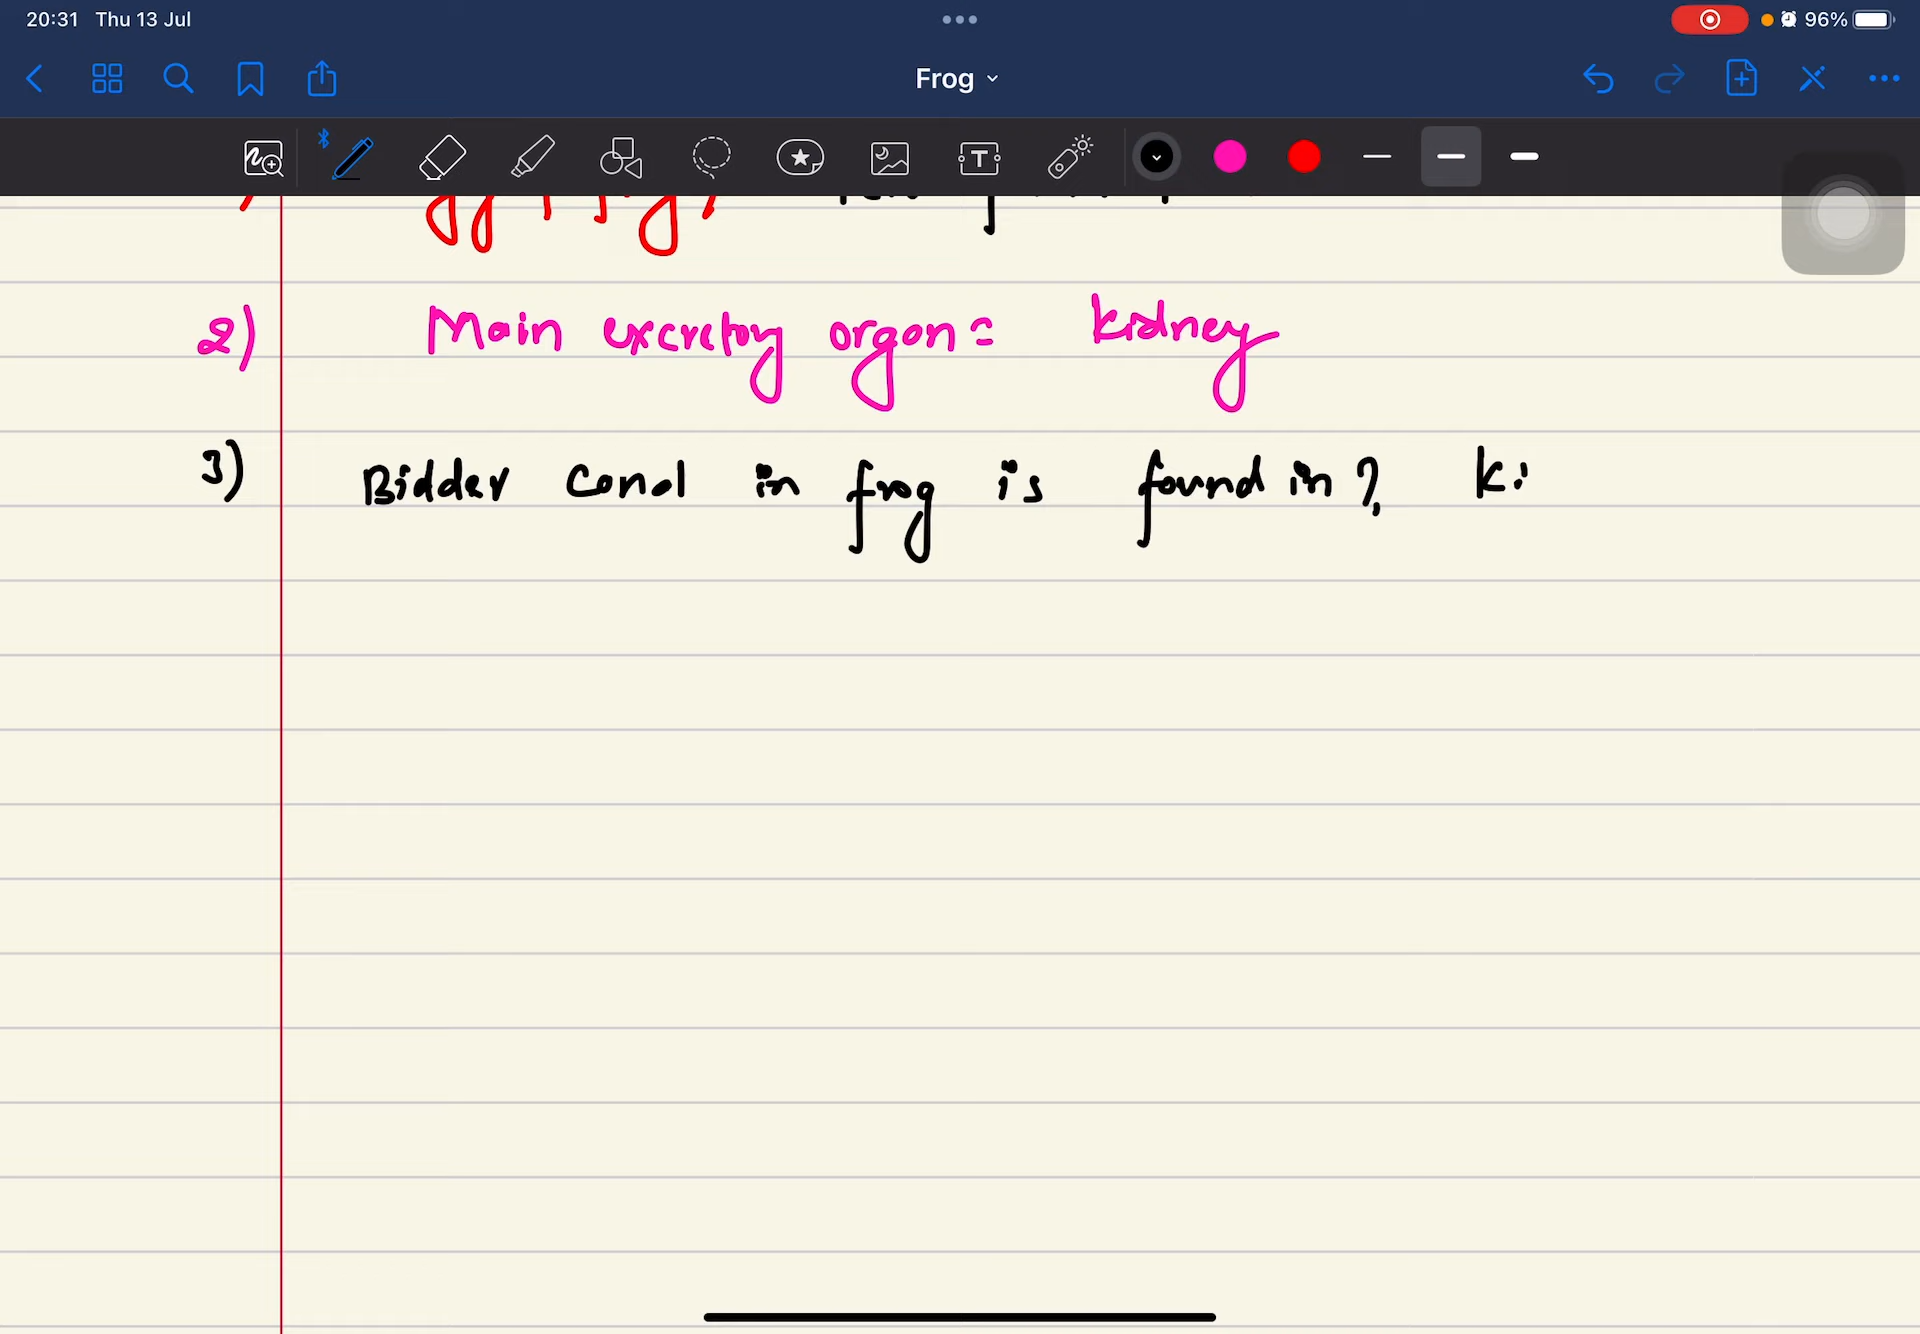 20:31 Thu 13 Jul 96%
Frog
T
2) Main excretory organ = kidney
3) Bidder canal in frog is found in ? ki